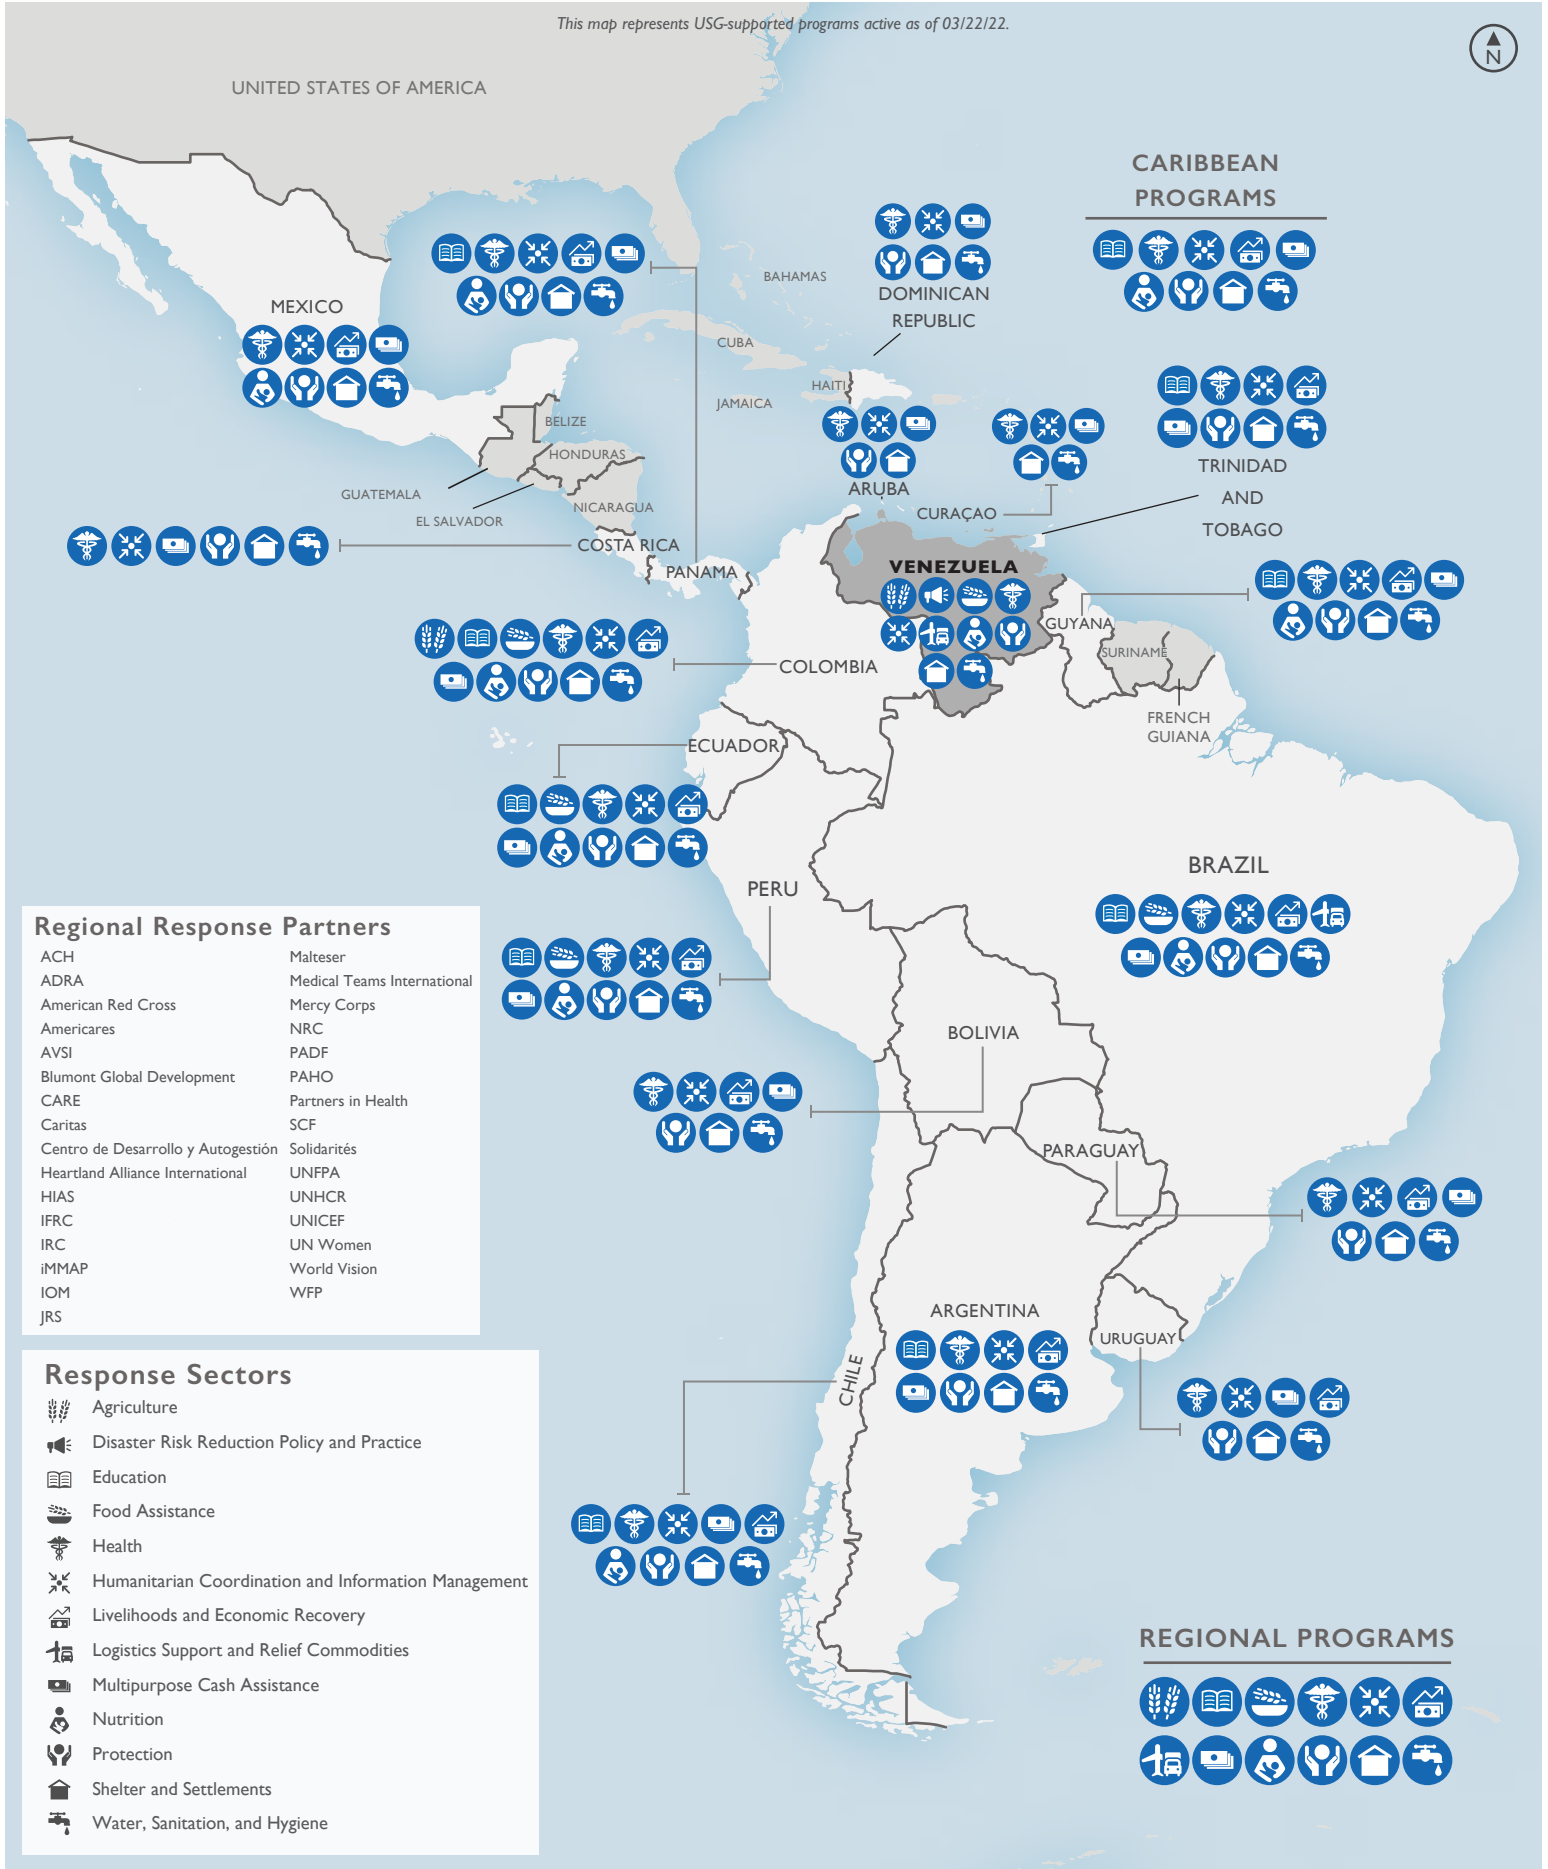 This map represents USG-supported programs active as of 03/22/22.
N
UNITED STATES OF AMERICA
CARIBBEAN
PROGRAMS
BAHAMAS
DOMINICAN
REPUBLIC
MEXICO
CUBA
HAITI
JAMAICA
BELIZE
HONDURAS
GUATEMALA
EL SALVADOR
NICARAGUA
ARUBA
CURAÇAO
TRINIDAD
AND
TOBAGO
COSTA RICA
PANAMA
VENEZUELA
GUYANA
SURINAME
COLOMBIA
FRENCH
GUIANA
ECUADOR
BRAZIL
PERU
BOLIVIA
PARAGUAY
ARGENTINA
URUGUAY
CHILE
Regional Response Partners
ACH
ADRA
American Red Cross
Americares
AVSI
Blumont Global Development
CARE
Caritas
Centro de Desarrollo y Autogestión
Heartland Alliance International
HIAS
IFRC
IRC
iMMAP
IOM
JRS
Malteser
Medical Teams International
Mercy Corps
NRC
PADF
PAHO
Partners in Health
SCF
Solidarités
UNFPA
UNHCR
UNICEF
UN Women
World Vision
WFP
Response Sectors
Agriculture
Disaster Risk Reduction Policy and Practice
Education
Food Assistance
Health
Humanitarian Coordination and Information Management
Livelihoods and Economic Recovery
Logistics Support and Relief Commodities
Multipurpose Cash Assistance
Nutrition
Protection
Shelter and Settlements
Water, Sanitation, and Hygiene
REGIONAL PROGRAMS